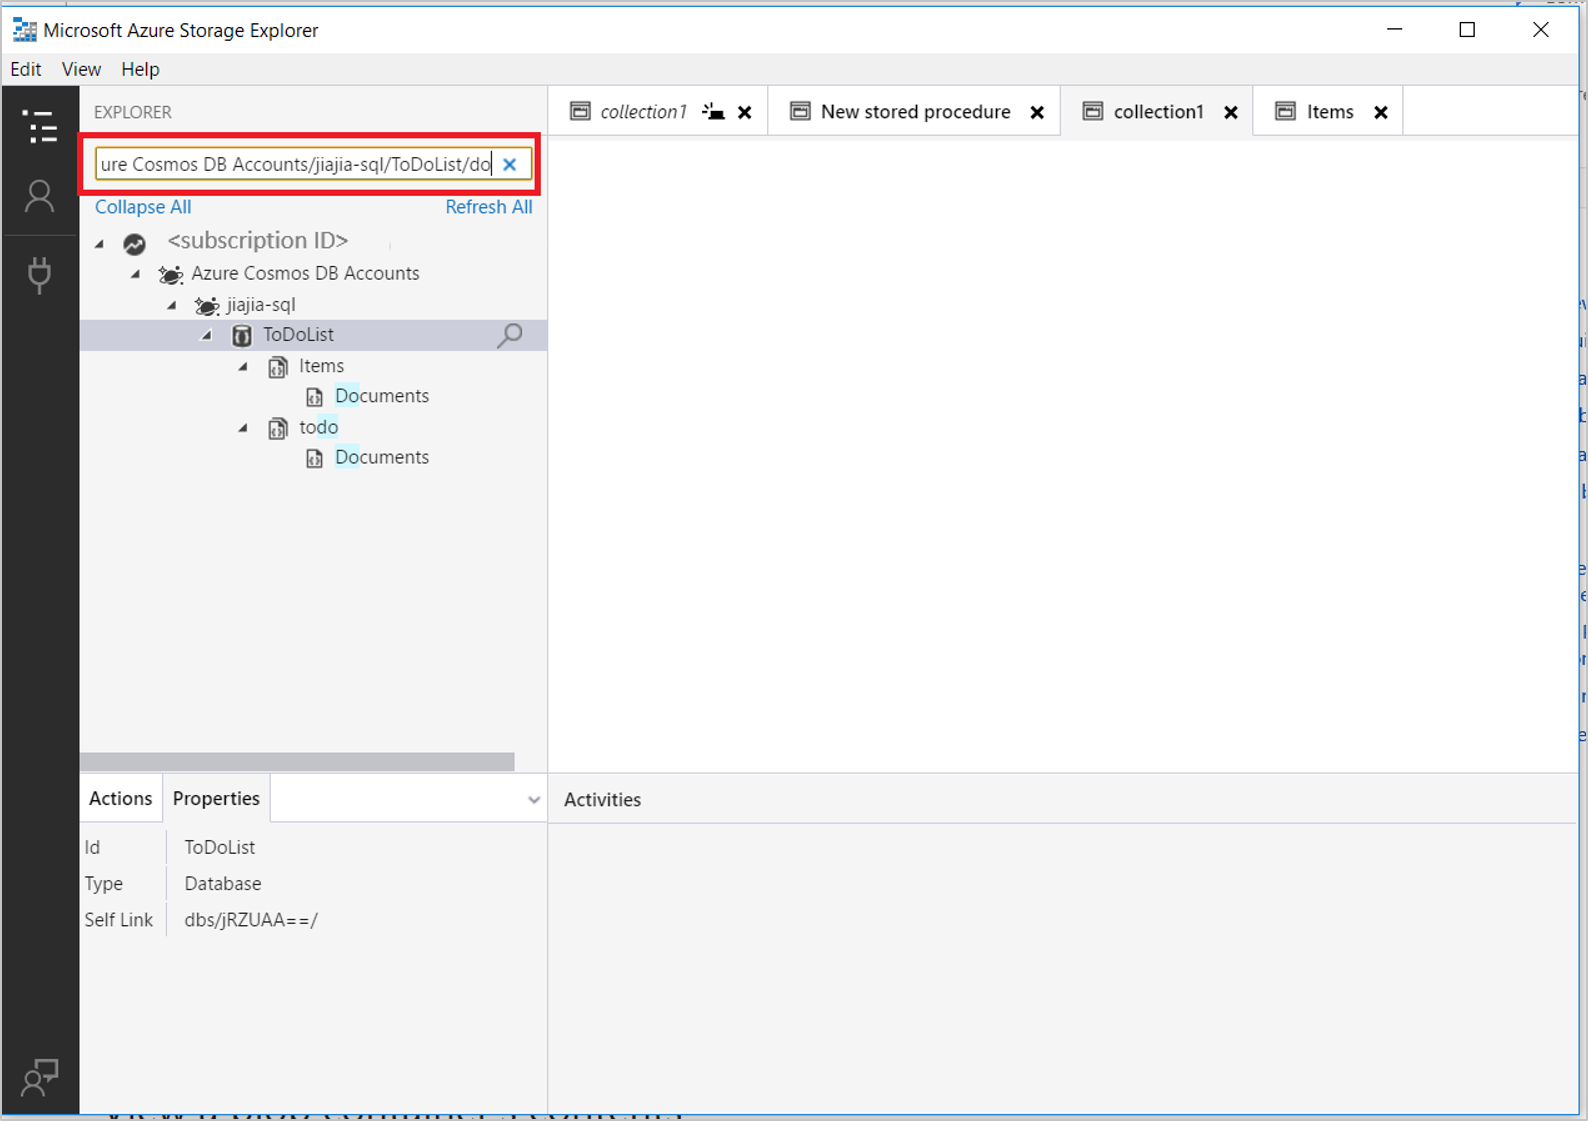 Microsoft Azure Storage Explorer
Edit View Help
EXPLORER
collection1 New stored procedure collection1 Items
ure Cosmos DB Accounts/jiajia-sql/ToDoList/do
Collapse All Refresh All
<subscription ID>
Azure Cosmos DB Accounts
jiajia-sql
ToDoList
Items
Documents
todo
Documents
Actions Properties
Activities
Id ToDoList
Type Database
Self Link dbs/jRZUAA==/